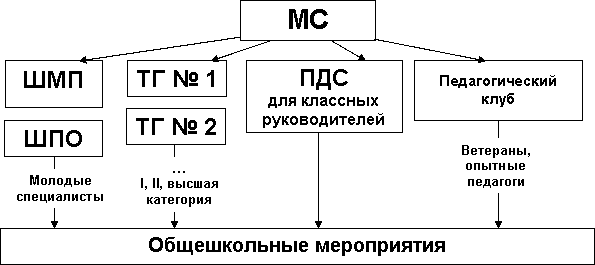 МС
ШМП
ШПО
Молодые
специалисты
ТГ № 1
ТГ № 2
...
I, II, высшая
категория
ПДС
для классных
руководителей
Педагогический
клуб
Ветераны,
опытные
педагоги
Общешкольные мероприятия